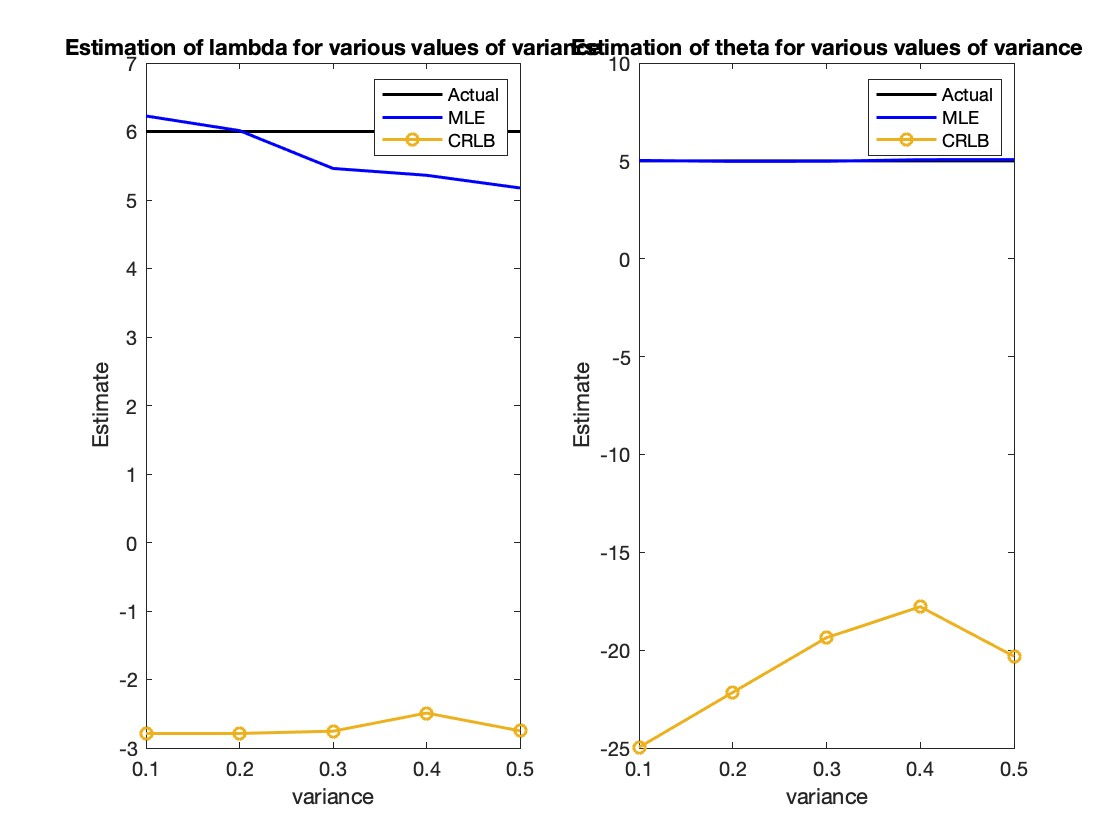 Estimation of lambda for various values of variance
Estimation of theta for various values of variance
7
6
5
4
3
2
1
0
-1
-2
-3
Estimate
0.1 0.2 0.3 0.4 0.5
variance
Actual
MLE
CRLB
10
5
0
-5
-10
-15
-20
-25
Estimate
0.1 0.2 0.3 0.4 0.5
variance
Actual
MLE
CRLB